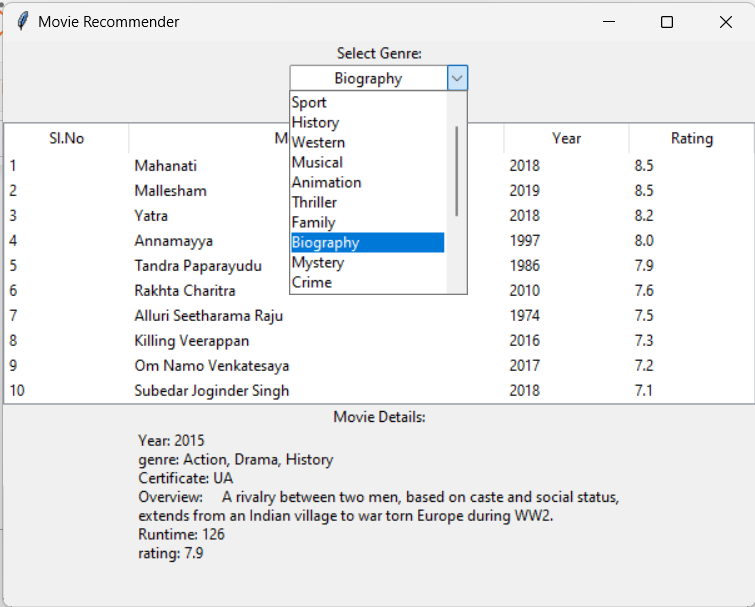 Movie Recommender
Select Genre:
Biography
Sport
History
Western
Musical
Animation
Thriller
Family
Biography
Mystery
Crime
Sl.No M Year Rating
1 Mahanati 2018 8.5
2 Mallesham 2019 8.5
3 Yatra 2018 8.2
4 Annamayya 1997 8.0
5 Tandra Paparayudu 1986 7.9
6 Rakhta Charitra 2010 7.6
7 Alluri Seetharama Raju 1974 7.5
8 Killing Veerappan 2016 7.3
9 Om Namo Venkatesaya 2017 7.2
10 Subedar Joginder Singh 2018 7.1
Movie Details:
Year: 2015
genre: Action, Drama, History
Certificate: UA
Overview: A rivalry between two men, based on caste and social status,
extends from an Indian village to war torn Europe during WW2.
Runtime: 126
rating: 7.9